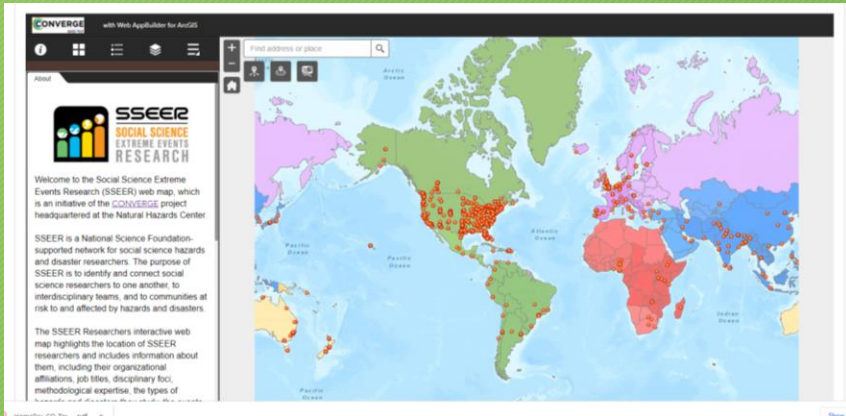 CONVERGE
with Web AppBuilder for ArcGIS
Find address or place
About
SSEER
SOCIAL SCIENCE
EXTREME EVENTS
RESEARCH
Welcome to the Social Science Extreme
Events Research (SSEER) web map, which
is an initiative of the CONVERGE project
headquartered at the Natural Hazards Center.
SSEER is a National Science Foundation-
supported network for social science hazards
and disaster researchers. The purpose of
SSEER is to identify and connect social
science researchers to one another, to
interdisciplinary teams, and to communities at
risk to and affected by hazards and disasters.
The SSEER Researchers interactive web
map highlights the location of SSEER
researchers and includes information about
them, including their organizational
affiliations, job titles, disciplinary foci,
methodological expertise, the types of
Arctic
Ocean
Pacific
Ocean
Pacific
Ocean
Atlantic
Ocean
Indian
Ocean
Pacific